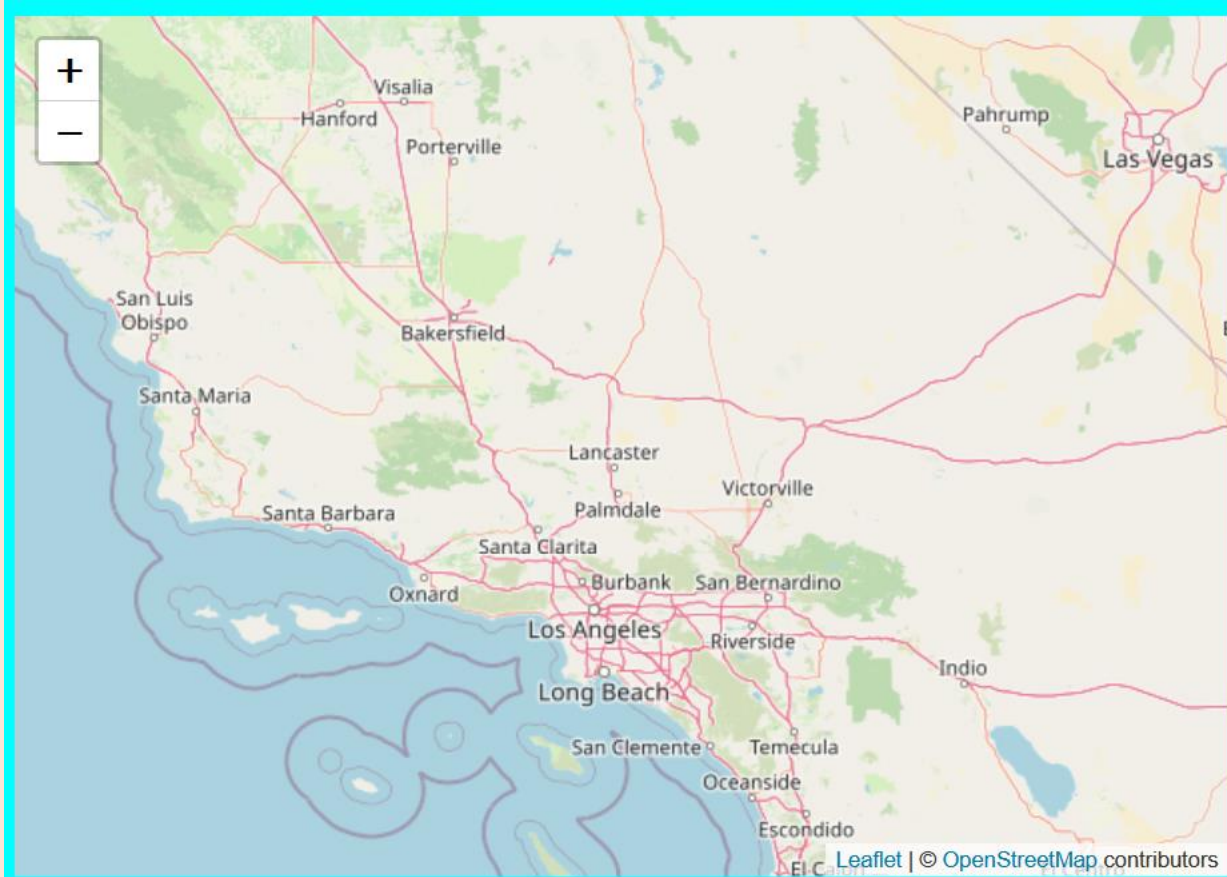 +
−
Visalia
Hanford
Porterville
Pahrump
Las Vegas
San Luis
Obispo
Bakersfield
Santa Maria
Lancaster
Victorville
Palmdale
Santa Barbara
Santa Clarita
Burbank
San Bernardino
Oxnard
Los Angeles
Riverside
Indio
Long Beach
San Clemente
Temecula
Oceanside
Escondido
Leaflet | © OpenStreetMap contributors